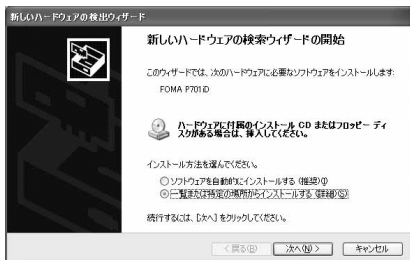 新しいハードウェアの検出ウィザード
新しいハードウェアの検索ウィザードの開始
このウィザードでは、次のハードウェアに必要なソフトウェアをインストールします:
FOMA P701iD
ハードウェアに付属のインストール CD またはフロッピー ディ
スクがある場合は、挿入してください。
インストール方法を選んでください。
ソフトウェアを自動的にインストールする (推奨)(I)
一覧または特定の場所からインストールする (詳細)(S)
続行するには、[次へ] をクリックしてください。
< 戻る(B) 次へ(N) > キャンセル